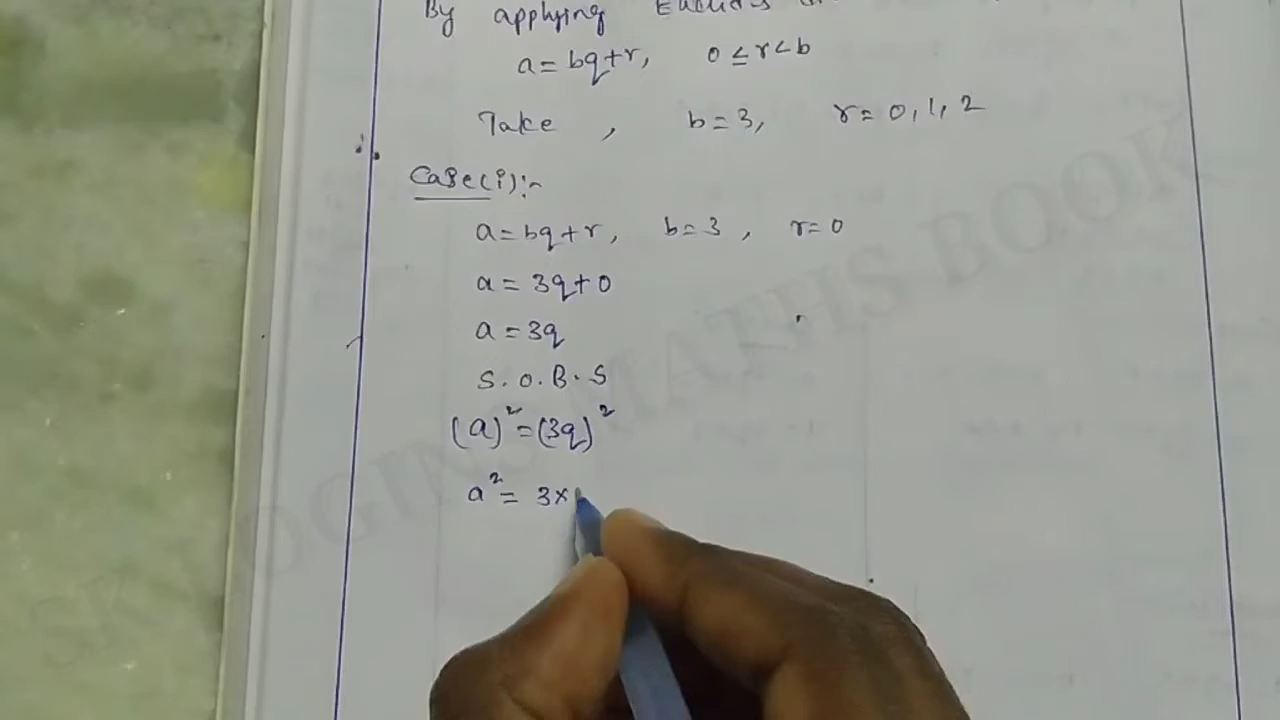 By applying Euclid's
a = bq+r, 0 ≤ r < b
Take , b = 3, r = 0, 1, 2
Case(i):-
a = bq+r, b = 3 , r = 0
a = 3q+0
a = 3q
S.O.B.S
(a)² = (3q)²
a² = 3×